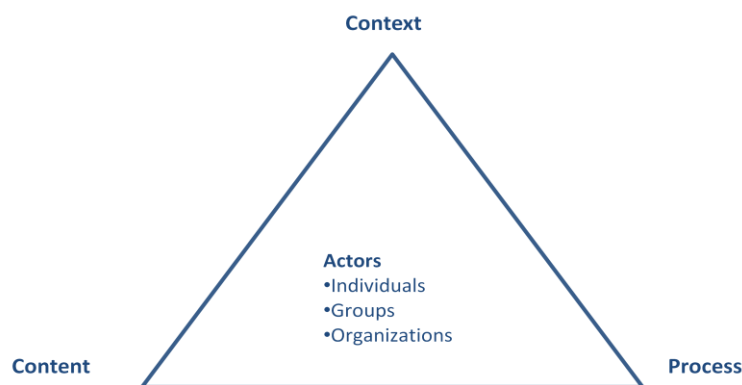 Context
Actors
•Individuals
•Groups
•Organizations
Content
Process